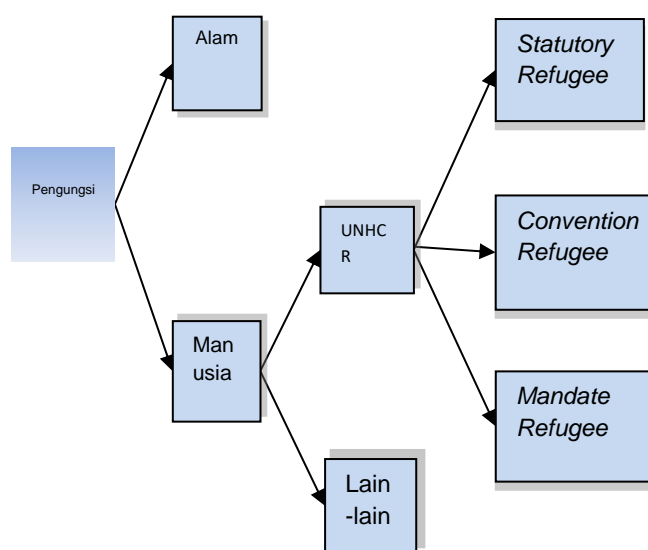 Pengungsi
Alam
Man
usia
UNHC
R
Lain
-lain
Statutory
Refugee
Convention
Refugee
Mandate
Refugee